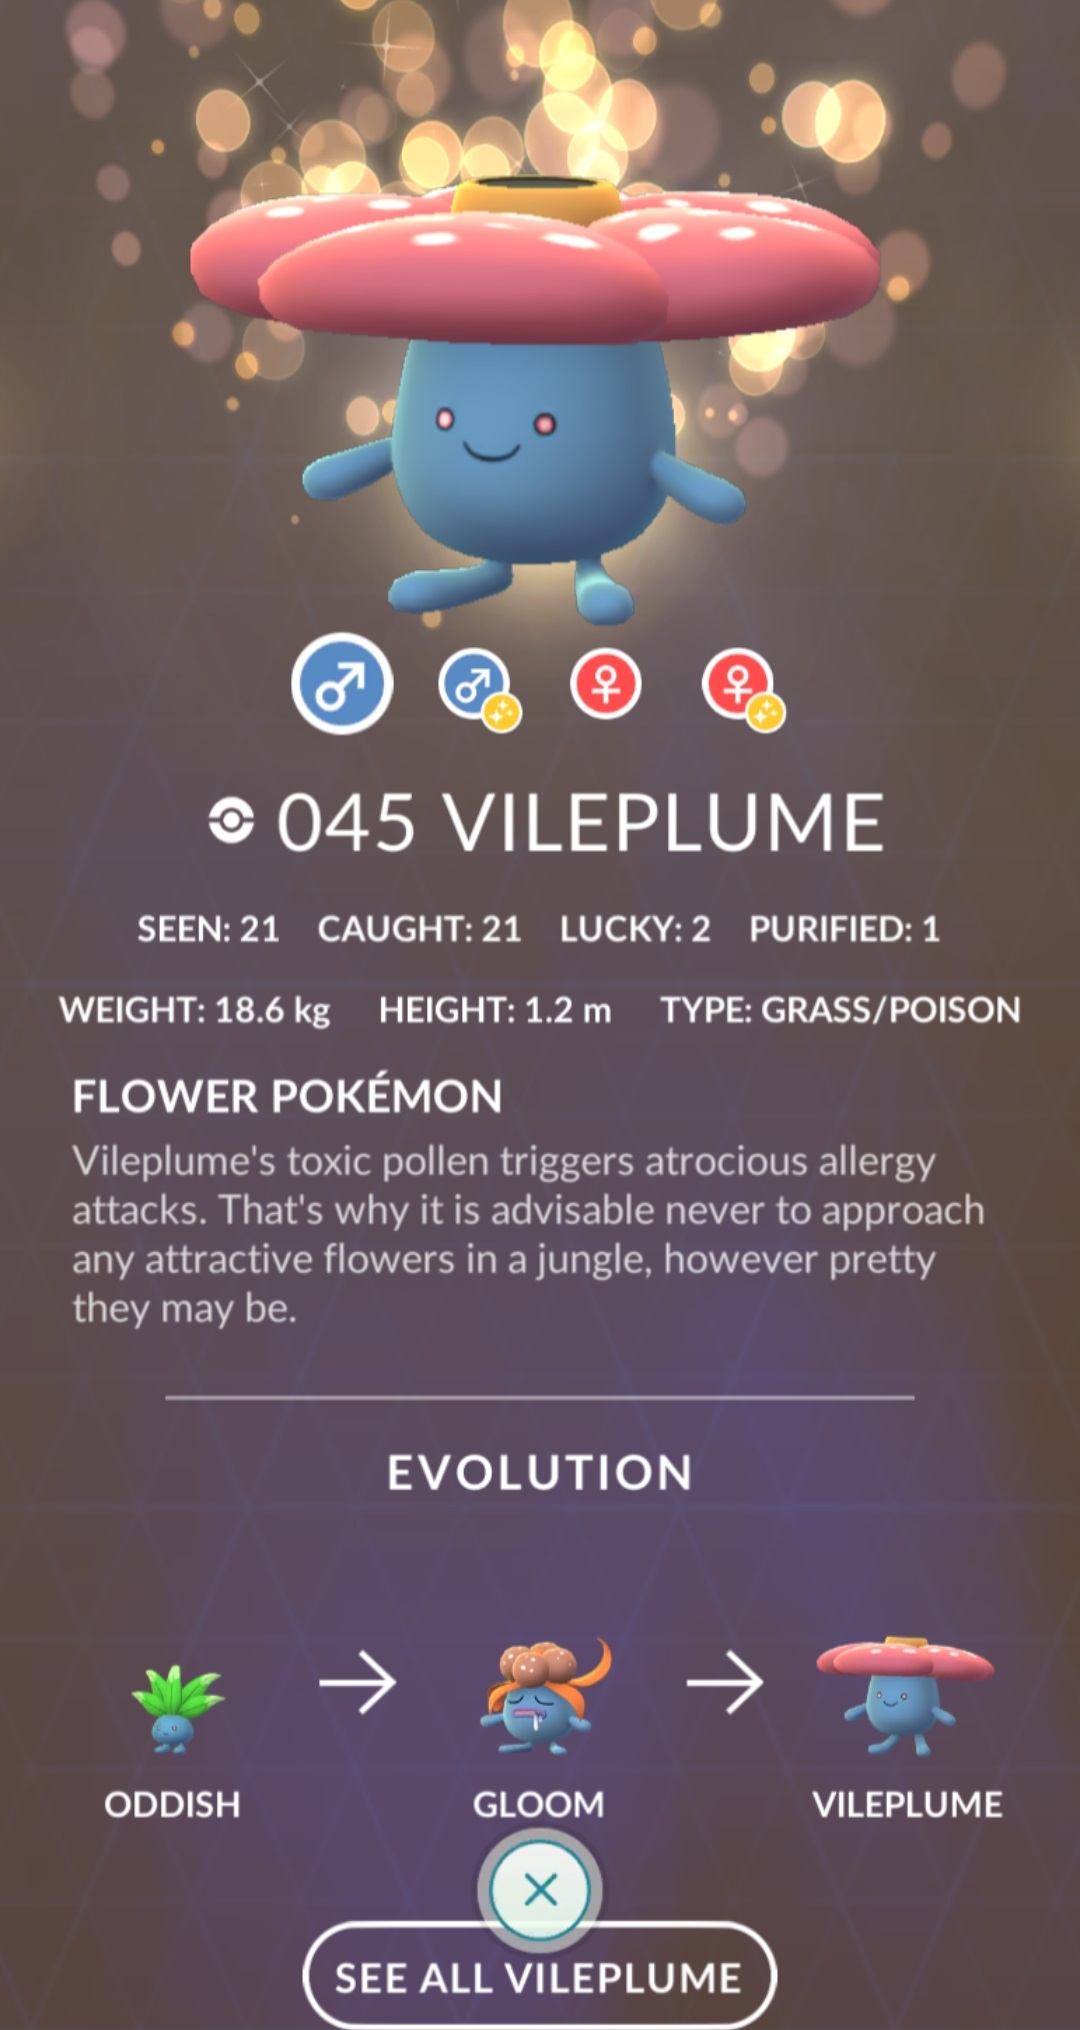 045 VILEPLUME
SEEN: 21 CAUGHT: 21 LUCKY: 2 PURIFIED: 1
WEIGHT: 18.6 kg HEIGHT: 1.2 m TYPE: GRASS/POISON
FLOWER POKÉMON
Vileplume's toxic pollen triggers atrocious allergy
attacks. That's why it is advisable never to approach
any attractive flowers in a jungle, however pretty
they may be.
EVOLUTION
ODDISH GLOOM VILEPLUME
SEE ALL VILEPLUME